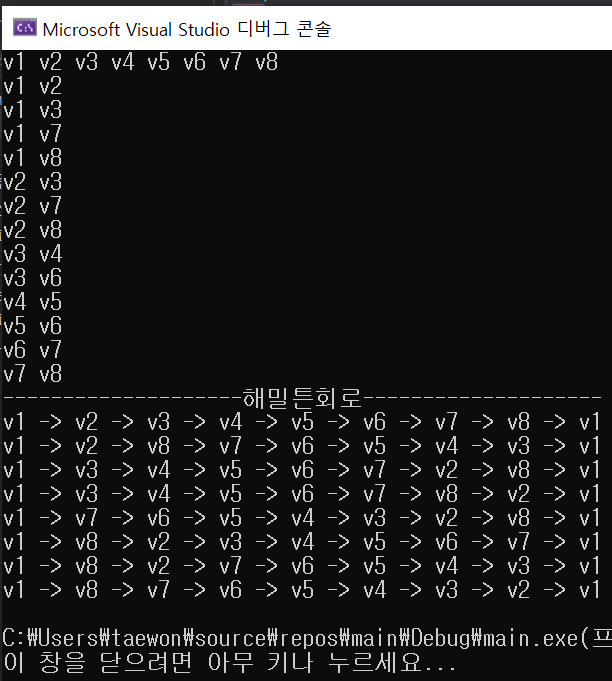 Microsoft Visual Studio 디버그 콘솔
v1 v2 v3 v4 v5 v6 v7 v8
v1 v2
v1 v3
v1 v7
v1 v8
v2 v3
v2 v7
v2 v8
v3 v4
v3 v6
v4 v5
v5 v6
v6 v7
v7 v8
--------------------해밀튼회로--------------------
v1 -> v2 -> v3 -> v4 -> v5 -> v6 -> v7 -> v8 -> v1
v1 -> v2 -> v8 -> v7 -> v6 -> v5 -> v4 -> v3 -> v1
v1 -> v3 -> v4 -> v5 -> v6 -> v7 -> v2 -> v8 -> v1
v1 -> v3 -> v4 -> v5 -> v6 -> v7 -> v8 -> v2 -> v1
v1 -> v7 -> v6 -> v5 -> v4 -> v3 -> v2 -> v8 -> v1
v1 -> v8 -> v2 -> v3 -> v4 -> v5 -> v6 -> v7 -> v1
v1 -> v8 -> v2 -> v7 -> v6 -> v5 -> v4 -> v3 -> v1
v1 -> v8 -> v7 -> v6 -> v5 -> v4 -> v3 -> v2 -> v1
C:₩Users₩taewon₩source₩repos₩main₩Debug₩main.exe(프
이 창을 닫으려면 아무 키나 누르세요...